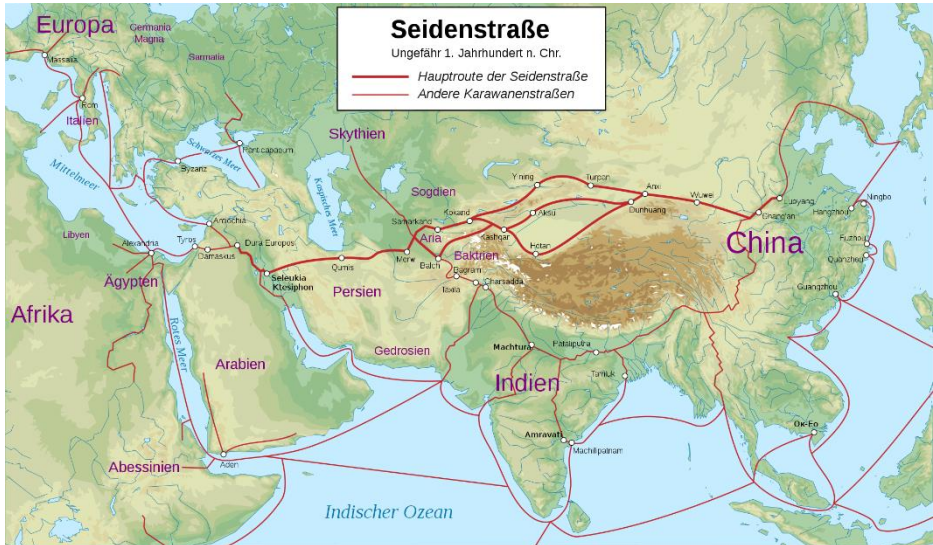 Seidenstraße
Ungefähr 1. Jahrhundert n. Chr.
Hauptroute der Seidenstraße
Andere Karawanenstraßen
Europa
Germania
Magna
Sarmatia
Massalia
Rom
Italien
Skythien
Schwarzes Meer
Panticapaeum
Byzanz
Mittelmeer
Kaspisches Meer
Sogdien
Yining
Turpan
Anxi
Wuwei
Luoyang
Ningbo
Hangzhou
Samarkand
Kokand
Aksu
Dunhuang
Chang'an
Libyen
Antiochia
Alexandria
Tyros
Dura Europos
Damaskus
Aria
Kashgar
Baktrien
Hotan
China
Fuzhou
Quanzhou
Ägypten
Seleukia
Ktesiphon
Qumis
Merw
Balch
Bagram
Taxila
Charsadda
Guangzhou
Persien
Afrika
Rotes Meer
Gedrosien
Machtura
Pataliputra
Arabien
Indien
Tamluk
Amravati
Machilipatnam
Oк-Eo
Abessinien
Aden
Indischer Ozean